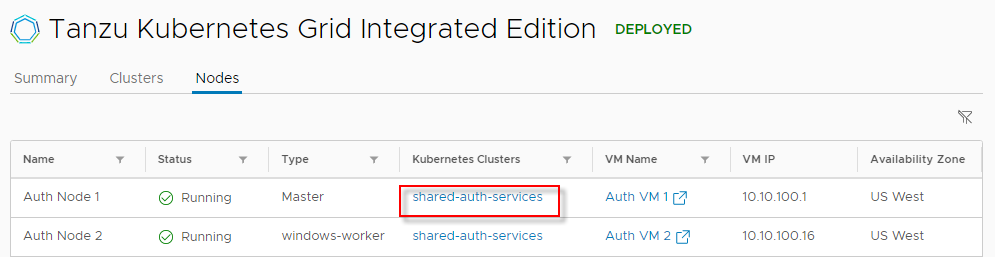 Tanzu Kubernetes Grid Integrated Edition DEPLOYED
Summary Clusters Nodes
Name Status Type Kubernetes Clusters VM Name VM IP Availability Zone
Auth Node 1 Running Master shared-auth-services Auth VM 1 10.10.100.1 US West
Auth Node 2 Running windows-worker shared-auth-services Auth VM 2 10.10.100.16 US West